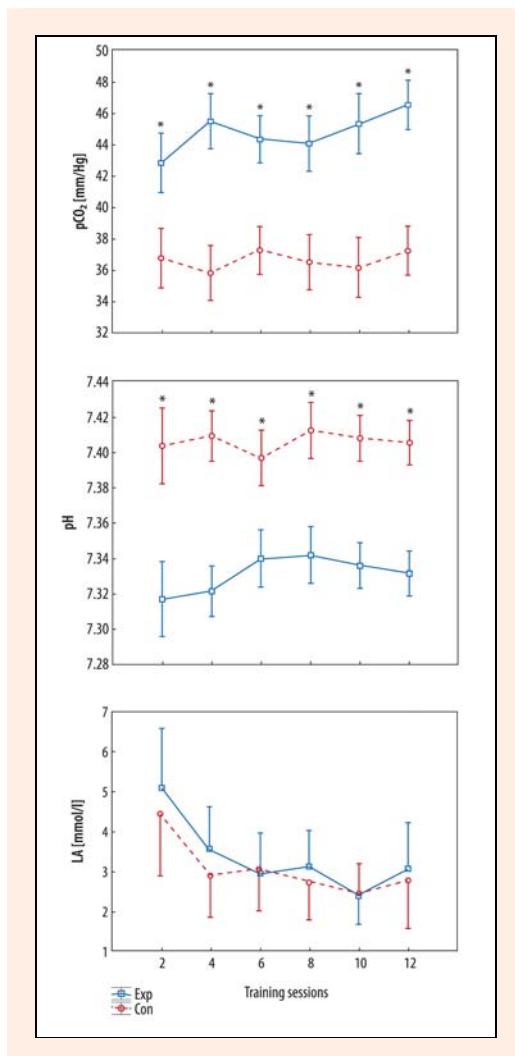 50
48
46
44
42
40
38
36
34
32
pCO₂ [mm/Hg]
* * * * * *
7.44
7.42
7.40
7.38
7.36
7.34
7.32
7.30
7.28
pH
* * * * * *
7
6
5
4
3
2
1
LA [mmol/l]
2 4 6 8 10 12
Training sessions
Exp
Con